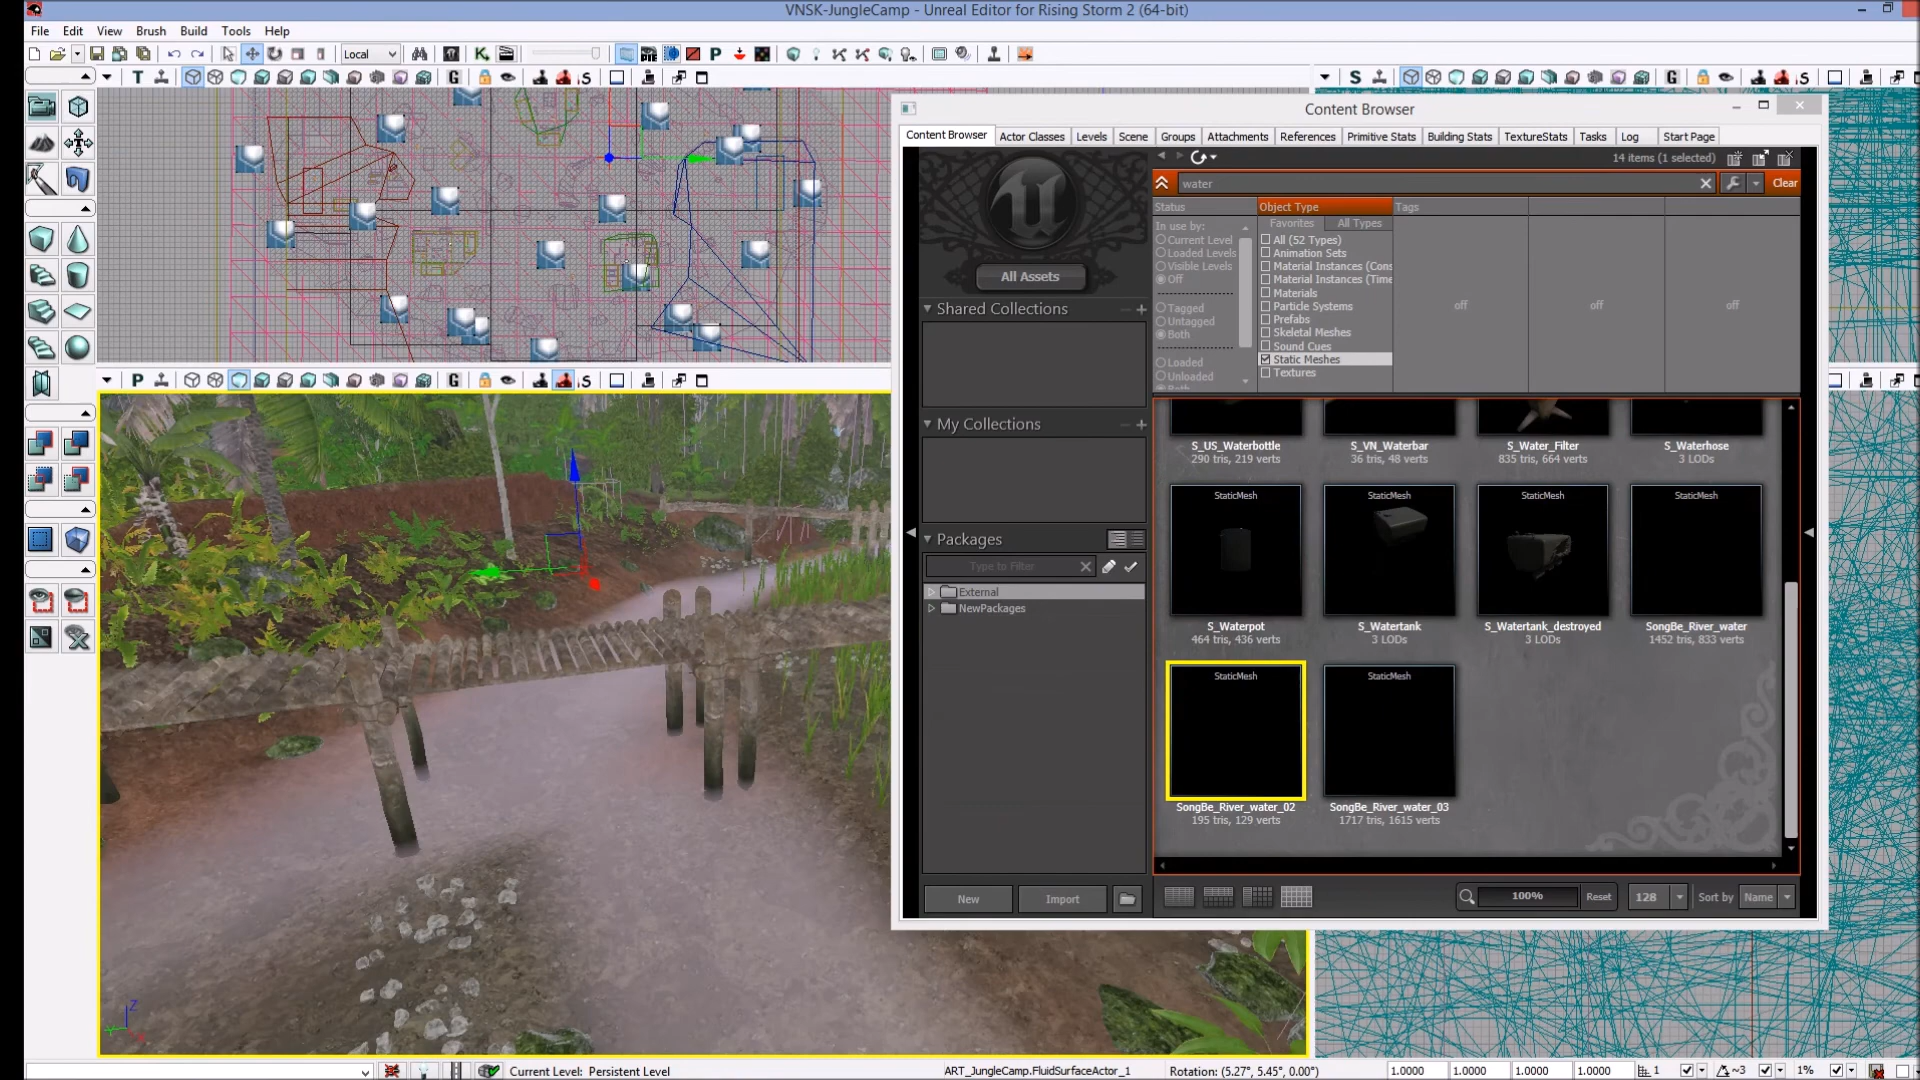 VNSK-JungleCamp - Unreal Editor for Rising Storm 2 (64-bit)
File Edit View Brush Build Tools Help
Local
T
G
S
S
G
S
Content Browser
Content Browser Actor Classes Levels Scene Groups Attachments References Primitive Stats Building Stats TextureStats Tasks Log Start Page
14 items (1 selected)
water
Clear
Status
Object Type
Tags
Favorites All Types
In use by:
Current Level
Loaded Levels
Visible Levels
Off
Tagged
Untagged
Both
Loaded
Unloaded
All (52 Types)
Animation Sets
Material Instances (Cons
Material Instances (Time
Materials
Particle Systems
Prefabs
Skeletal Meshes
Sound Cues
Static Meshes
Textures
off off off
All Assets
Shared Collections
My Collections
Packages
Type to Filter
External
NewPackages
New Import
S_US_Waterbottle
290 tris, 219 verts
S_VN_Waterbar
36 tris, 48 verts
S_Water_Filter
835 tris, 664 verts
S_Waterhose
3 LODs
StaticMesh
S_Waterpot
464 tris, 436 verts
StaticMesh
S_Watertank
3 LODs
StaticMesh
S_Watertank_destroyed
3 LODs
StaticMesh
SongBe_River_water
1452 tris, 833 verts
StaticMesh
SongBe_River_water_02
195 tris, 129 verts
StaticMesh
SongBe_River_water_03
1717 tris, 1615 verts
100% Reset 128 Sort by Name
P
G
S
Z
Current Level: Persistent Level
ART_JungleCamp.FluidSurfaceActor_1
Rotation: (5.27°, 5.45°, 0.00°)
1.0000 1.0000 1.0000 1.0000
1
~3
1%